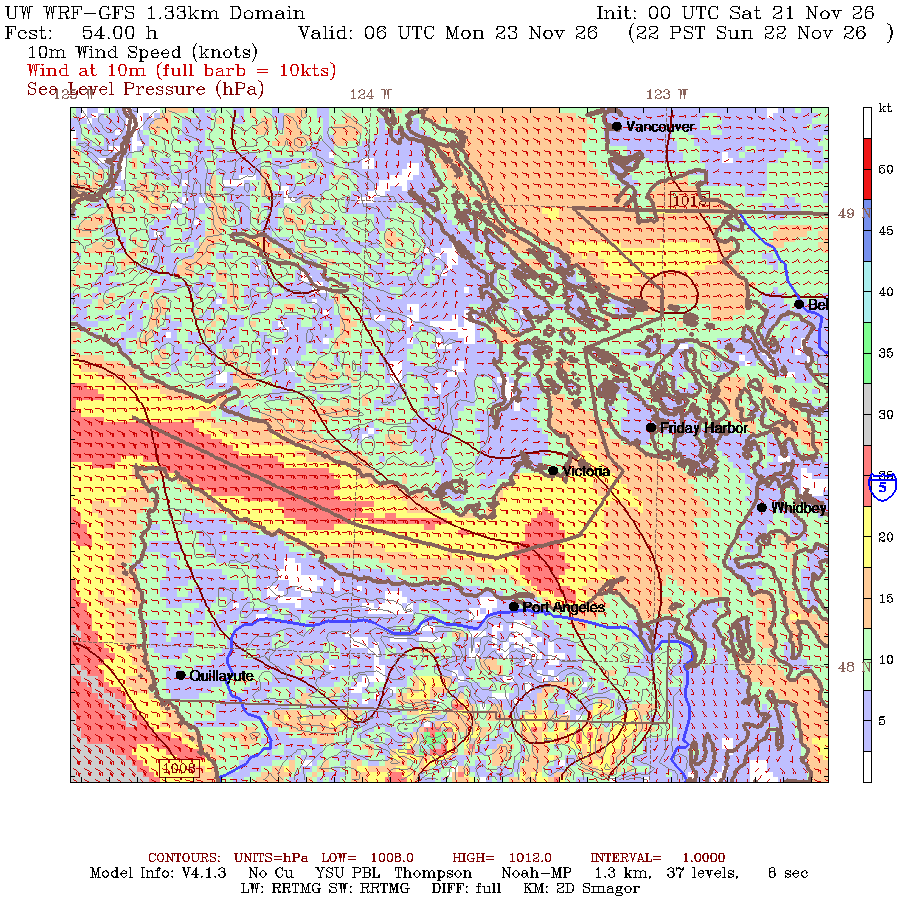 UW WRF-GFS 1.33km Domain Init: 00 UTC Sat 21 Nov 26
Fcst: 54.00 h Valid: 06 UTC Mon 23 Nov 26 (22 PST Sun 22 Nov 26 )
10m Wind Speed (knots)
Wind at 10m (full barb = 10kts)
Sea Level Pressure (hPa)
125 W 124 W 123 W
kt
Vancouver
60
1012
49 N
45
40
Bel
35
30
Friday Harbor
Victoria
25
5
Whidbey
20
15
Port Angeles
10
48 N
Quillayute
5
1008
CONTOURS: UNITS=hPa LOW= 1008.0 HIGH= 1012.0 INTERVAL= 1.0000
Model Info: V4.1.3 No Cu YSU PBL Thompson Noah-MP 1.3 km, 37 levels, 8 sec
LW: RRTMG SW: RRTMG DIFF: full KM: 2D Smagor